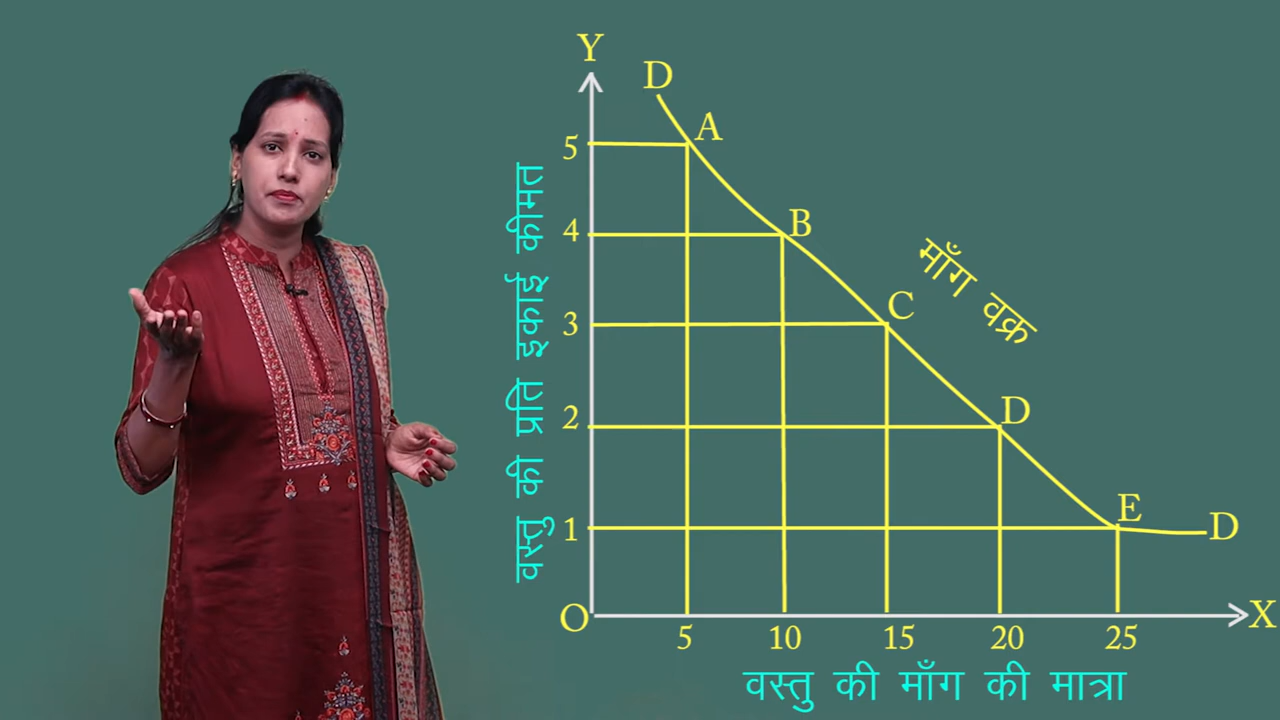 Y
D
A
5
B
4
माँग वक्र
C
3
D
2
E
D
1
O
X
5 10 15 20 25
वस्तु की प्रति इकाई कीमत
वस्तु की माँग की मात्रा